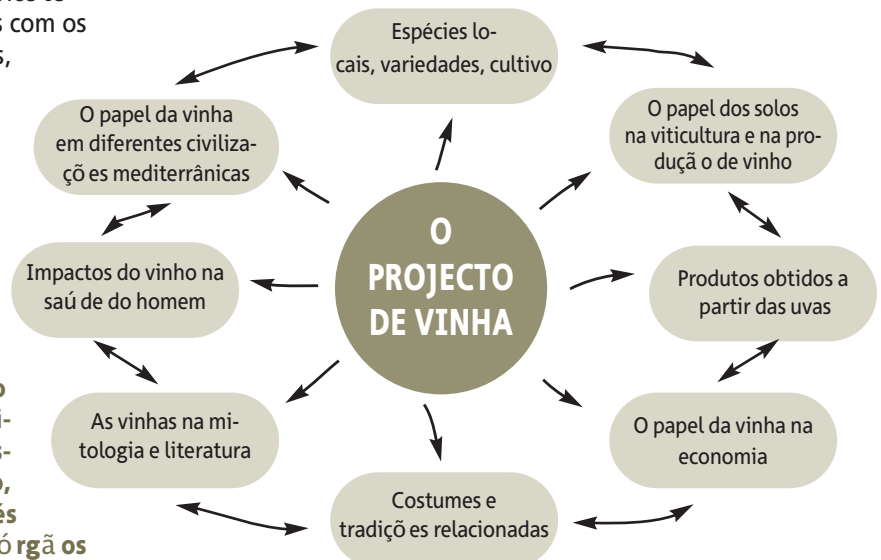 s com os
s,
Espécies lo-
cais, variedades, cultivo
O papel da vinha
em diferentes civiliza-
çõ es mediterrânicas
O papel dos solos
na viticultura e na pro-
duçã o de vinho
O
PROJECTO
DE VINHA
Impactos do vinho na
saú de do homem
Produtos obtidos a
partir das uvas
As vinhas na mi-
tologia e literatura
O papel da vinha na
economia
Costumes e
tradiçõ es relacionadas
o
i-
s-
o,
és
ó rgã os